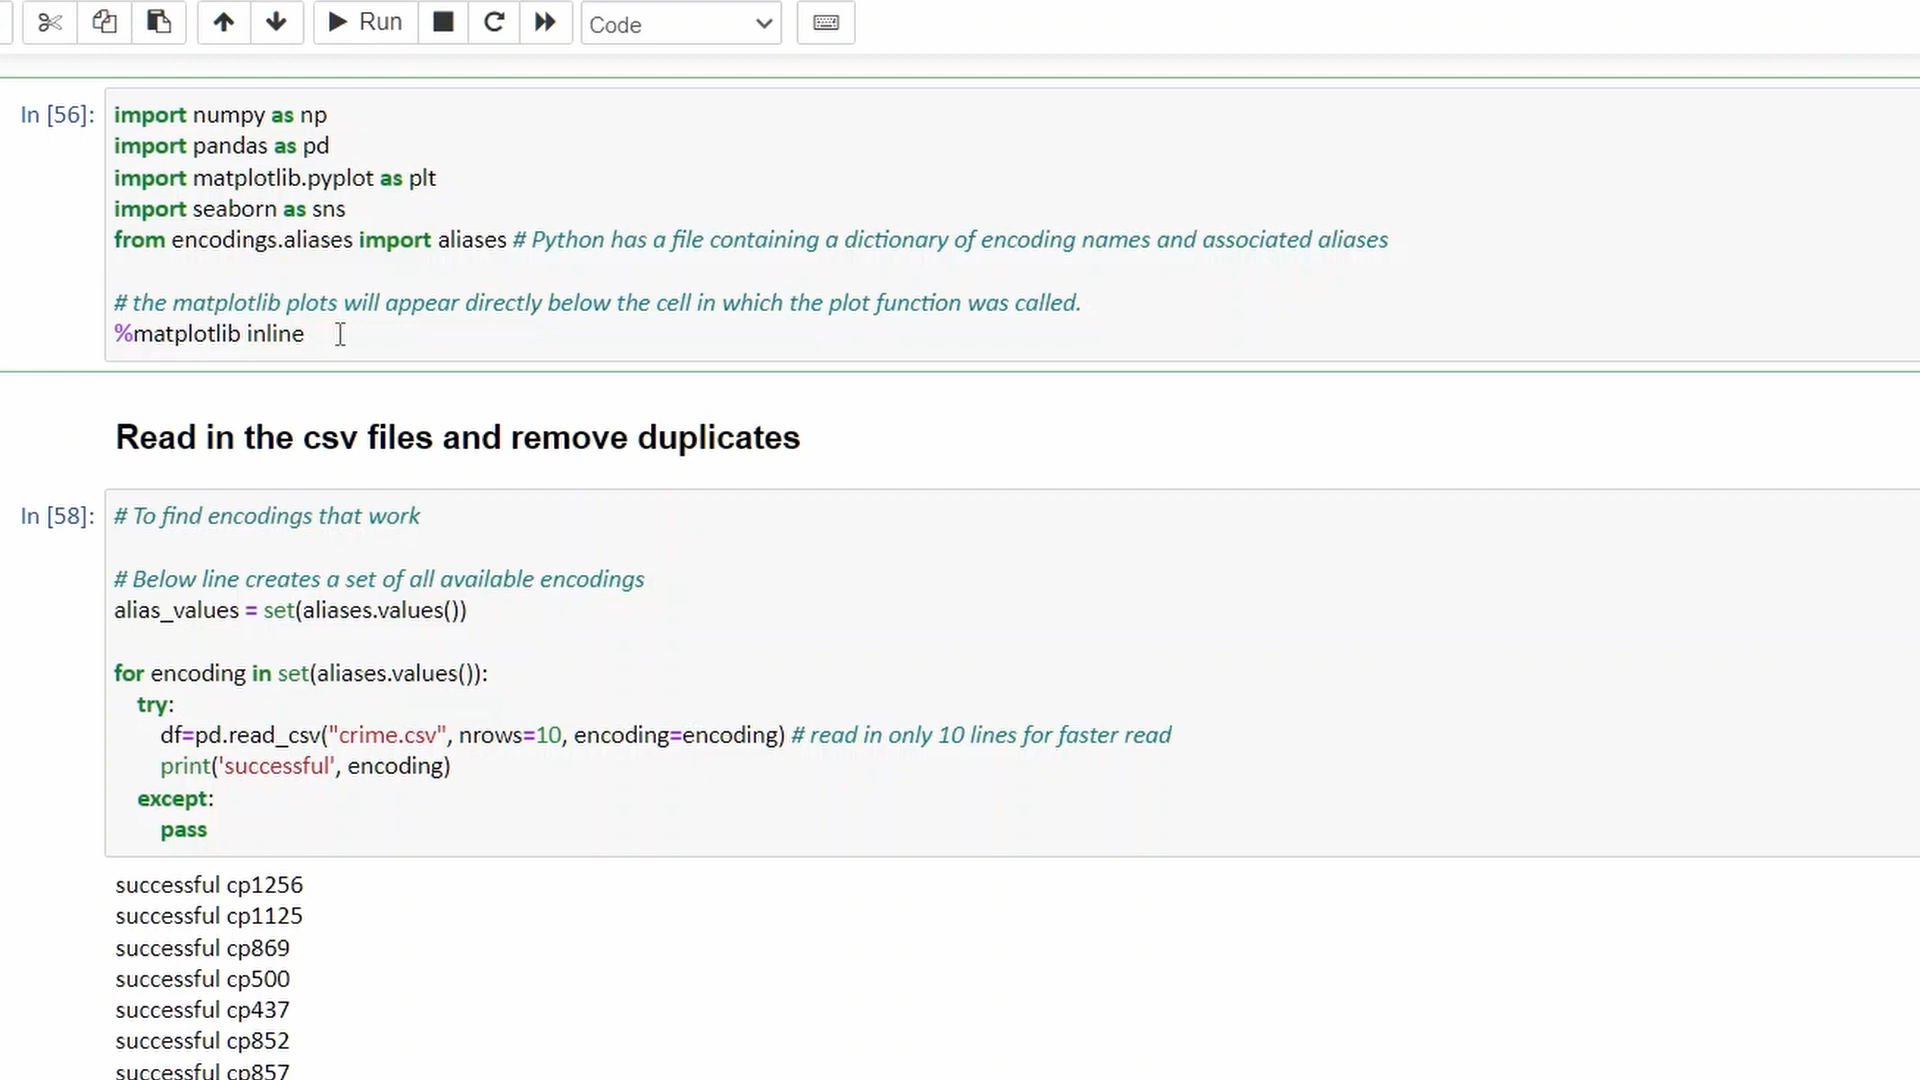 Run
Code
In [56]:
import numpy as np
import pandas as pd
import matplotlib.pyplot as plt
import seaborn as sns
from encodings.aliases import aliases # Python has a file containing a dictionary of encoding names and associated aliases
# the matplotlib plots will appear directly below the cell in which the plot function was called.
%matplotlib inline
Read in the csv files and remove duplicates
In [58]:
# To find encodings that work
# Below line creates a set of all available encodings
alias_values = set(aliases.values())
for encoding in set(aliases.values()):
try:
df=pd.read_csv("crime.csv", nrows=10, encoding=encoding) # read in only 10 lines for faster read
print('successful', encoding)
except:
pass
successful cp1256
successful cp1125
successful cp869
successful cp500
successful cp437
successful cp852
successful cp857